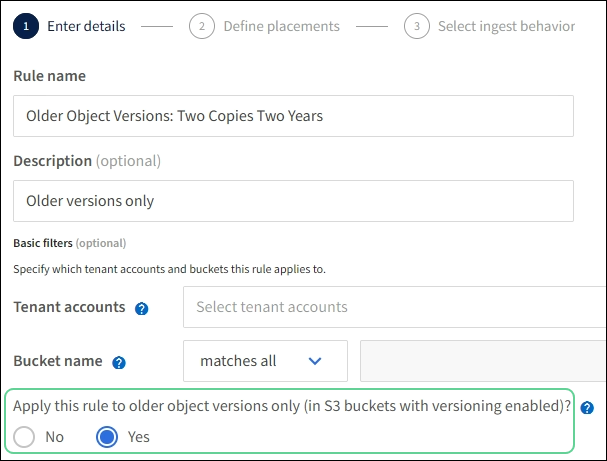 1 Enter details 2 Define placements 3 Select ingest behavior
Rule name
Older Object Versions: Two Copies Two Years
Description (optional)
Older versions only
Basic filters (optional)
Specify which tenant accounts and buckets this rule applies to.
Tenant accounts ? Select tenant accounts
Bucket name ? matches all
Apply this rule to older object versions only (in S3 buckets with versioning enabled)? ?
No Yes